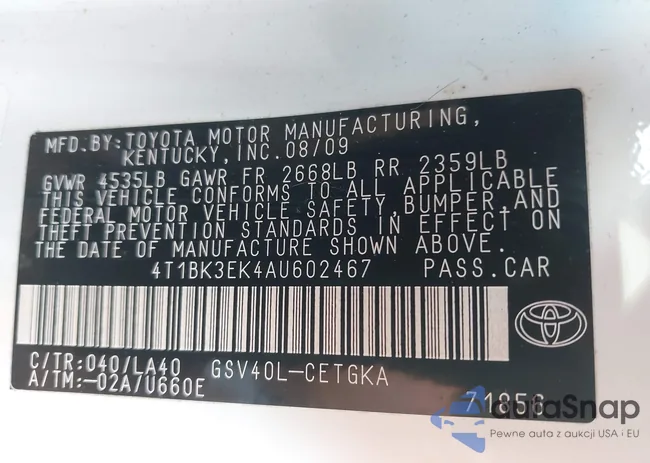 MFD.BY:TOYOTA MOTOR MANUFACTURING,
KENTUCKY, INC. 08/09
GVWR 4535LB GAWR FR 2668LB RR 2359LB
THIS VEHICLE CONFORMS TO ALL APPLICABLE
FEDERAL MOTOR VEHICLE SAFETY, BUMPER, AND
THEFT PREVENTION STANDARDS IN EFFECT ON
THE DATE OF MANUFACTURE SHOWN ABOVE.
4T1BK3EK4AU602467 PASS.CAR
C/TR:040/LA40 GSV40L-CETGKA
A/TM:-02A/U660E 71858
autoSnap
Pewne auta z aukcji USA i EU